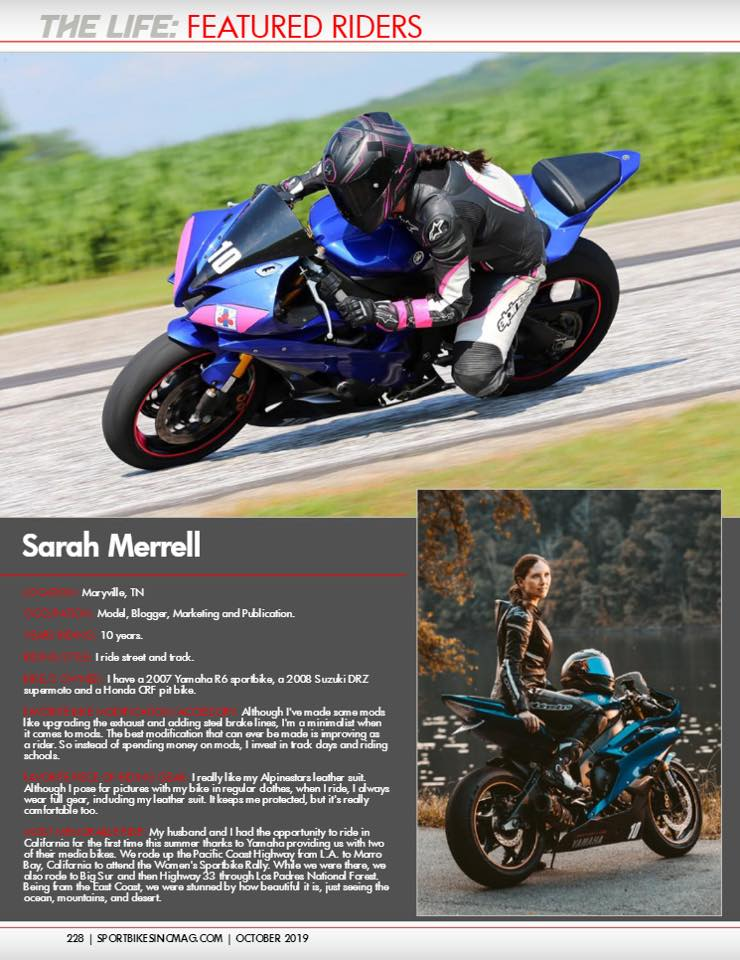 THE LIFE: FEATURED RIDERS
10
alpinestars
Sarah Merrell
LOCATION: Maryville, TN
OCCUPATION: Model, Blogger, Marketing and Publication.
YEARS RIDING: 10 years.
RIDING STYLE: I ride street and track.
BIKES OWNED: I have a 2007 Yamaha R6 sportbike, a 2008 Suzuki DRZ
supermoto and a Honda CRF pit bike.
FAVORITE BIKE MODIFICATION/ACCESSORY: Although I've made some mods
like upgrading the exhaust and adding steel brake lines, I'm a minimalist when
it comes to mods. The best modification that can ever be made is improving as
a rider. So instead of spending money on mods, I invest in track days and riding
schools.
FAVORITE PIECE OF RIDING GEAR: I really like my Alpinestars leather suit.
Although I pose for pictures with my bike in regular clothes, when I ride, I always
wear full gear, including my leather suit. It keeps me protected, but it's really
comfortable too.
MOST MEMORABLE RIDE: My husband and I had the opportunity to ride in
California for the first time this summer thanks to Yamaha providing us with two
of their media bikes. We rode up the Pacific Coast Highway from L.A. to Morro
Bay, California to attend the Women's Sportbike Rally. While we were there, we
also rode to Big Sur and then Highway 33 through Los Padres National Forest.
Being from the East Coast, we were stunned by how beautiful it is, just seeing the
ocean, mountains, and desert.
YAMAHA
10
228 | SPORTBIKESINCMAG.COM | OCTOBER 2019